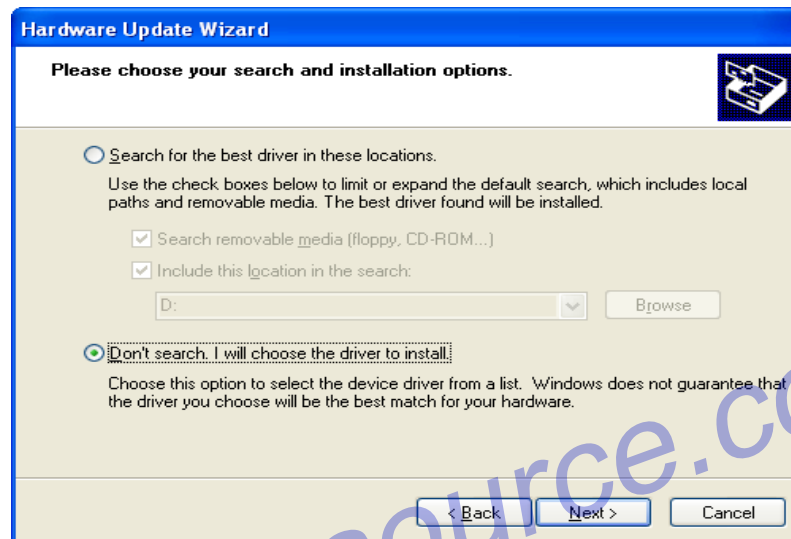 Hardware Update Wizard
Please choose your search and installation options.
Search for the best driver in these locations.
Use the check boxes below to limit or expand the default search, which includes local
paths and removable media. The best driver found will be installed.
Search removable media (floppy, CD-ROM...)
Include this location in the search:
D:
Browse
Don't search. I will choose the driver to install.
Choose this option to select the device driver from a list. Windows does not guarantee that
the driver you choose will be the best match for your hardware.
< Back
Next >
Cancel